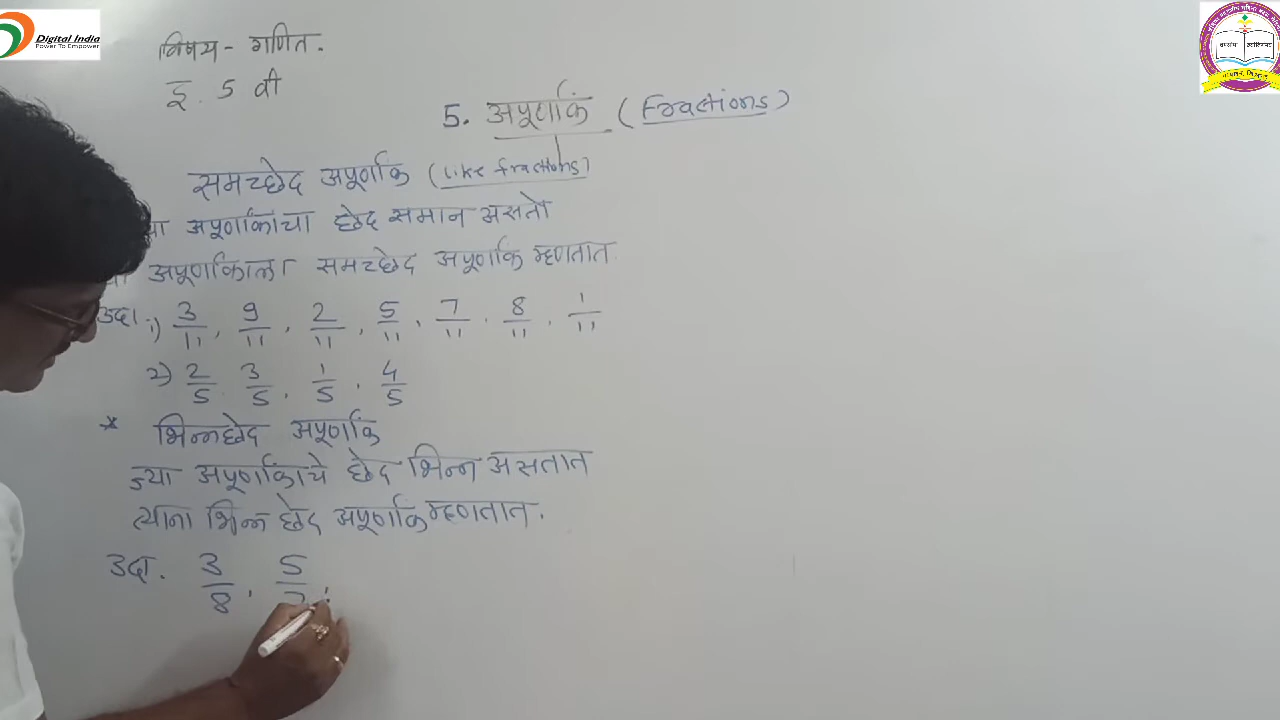 Digital India
Power To Empower
विषय - गणित.
इ. 5 वी
5. अपूर्णांक (Fractions)
समच्छेद अपूर्णांक (Like fractions)
अपूर्णांकांचा छेद समान असतो
अपूर्णांकाला समच्छेद अपूर्णांक म्हणतात.
उदा. 1) 3/11, 9/11, 2/11, 5/11, 7/11, 8/11, 1/11
2) 2/5, 3/5, 1/5, 4/5
* भिन्नछेद अपूर्णांक
ज्या अपूर्णांकाचे छेद भिन्न असतात
त्यांना भिन्न छेद अपूर्णांक म्हणतात.
उदा. 3/8, 5/7,